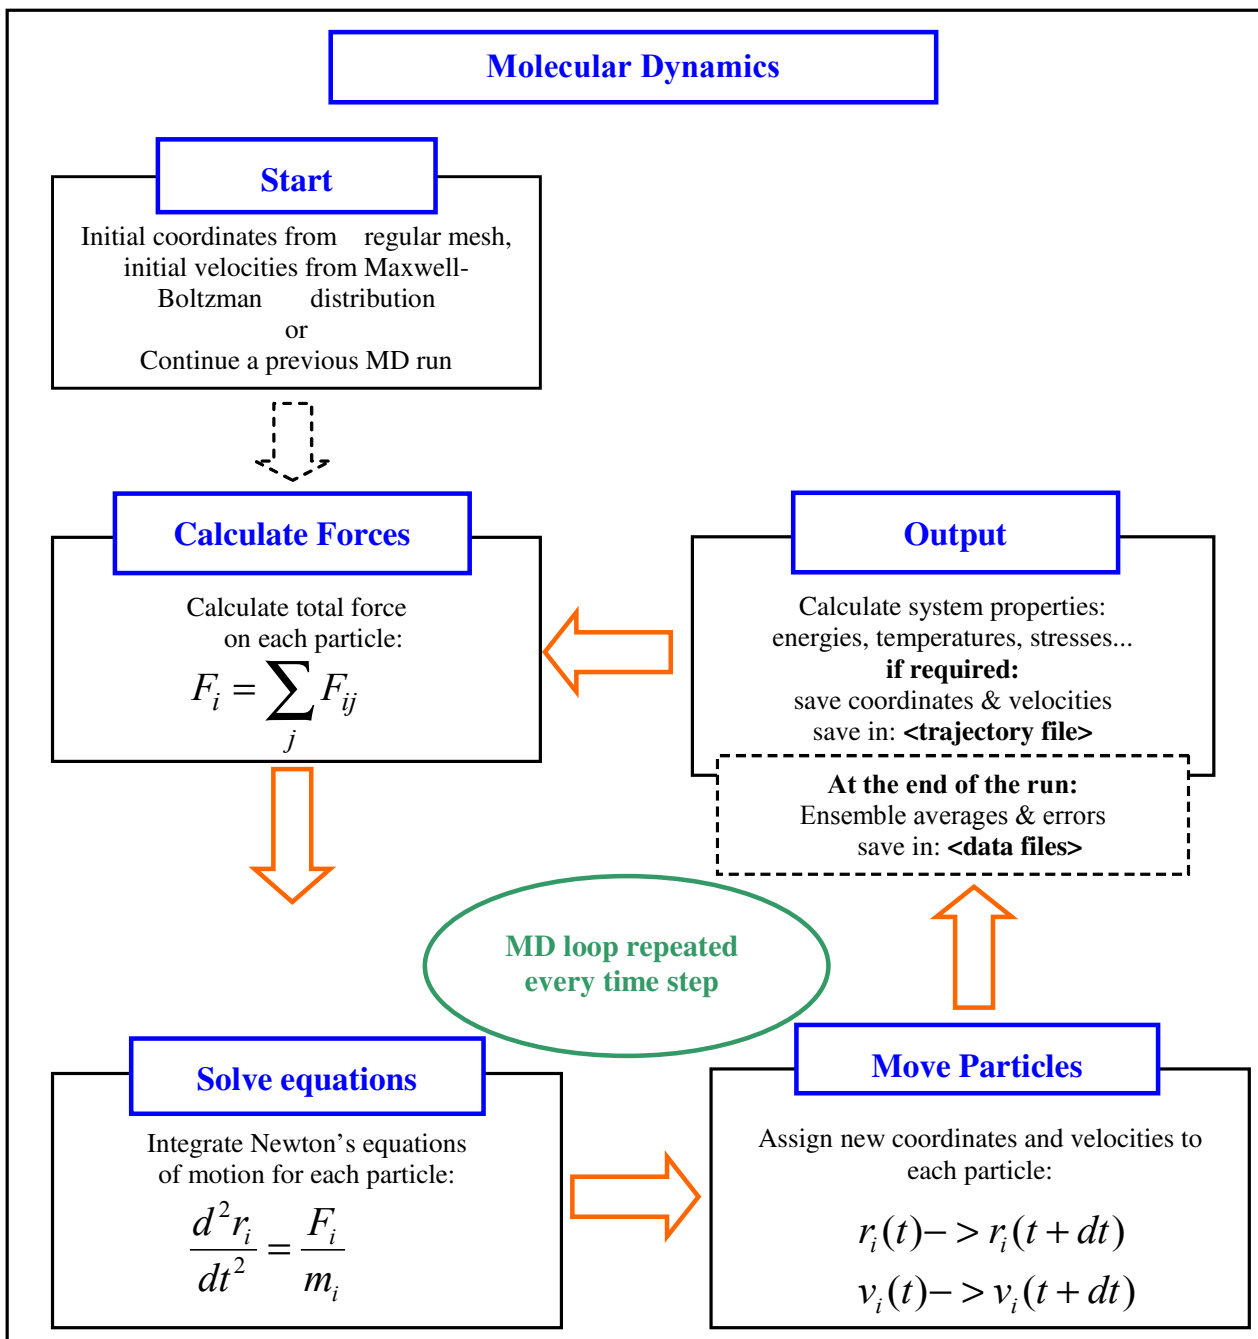 Molecular Dynamics
Start
Initial coordinates from regular mesh,
initial velocities from Maxwell-
Boltzman distribution
or
Continue a previous MD run
Calculate Forces
Calculate total force
on each particle:
F_i = ∑_j F_{ij}
Output
Calculate system properties:
energies, temperatures, stresses...
if required:
save coordinates & velocities
save in: <trajectory file>
At the end of the run:
Ensemble averages & errors
save in: <data files>
MD loop repeated
every time step
Solve equations
Integrate Newton's equations
of motion for each particle:
d²r_i/dt² = F_i/m_i
Move Particles
Assign new coordinates and velocities to
each particle:
r_i(t)− > r_i(t + dt)
v_i(t)− > v_i(t + dt)